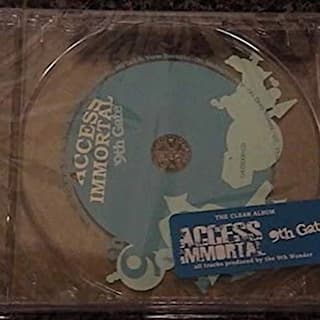 ACCESS
IMMORTAL
9th Gate
THE CLEAN ALBUM
ACCESS
IMMORTAL
9th Gate
all tracks produced by the 9th Wonder